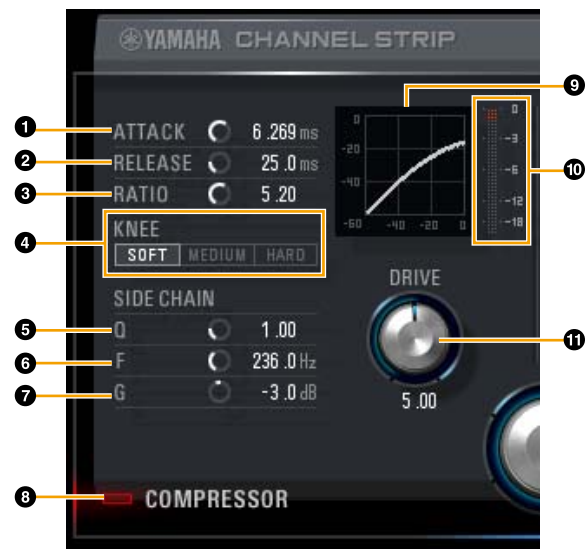 YAMAHA CHANNEL STRIP
1 ATTACK 6.269 ms
2 RELEASE 25.0 ms
3 RATIO 5.20
4 KNEE
SOFT MEDIUM HARD
SIDE CHAIN
5 Q 1.00
6 F 236.0 Hz
7 G -3.0 dB
8 COMPRESSOR
9
0
-20
-40
-60 -40 -20 0
10
0
-3
-6
-12
-18
DRIVE
11
5.00